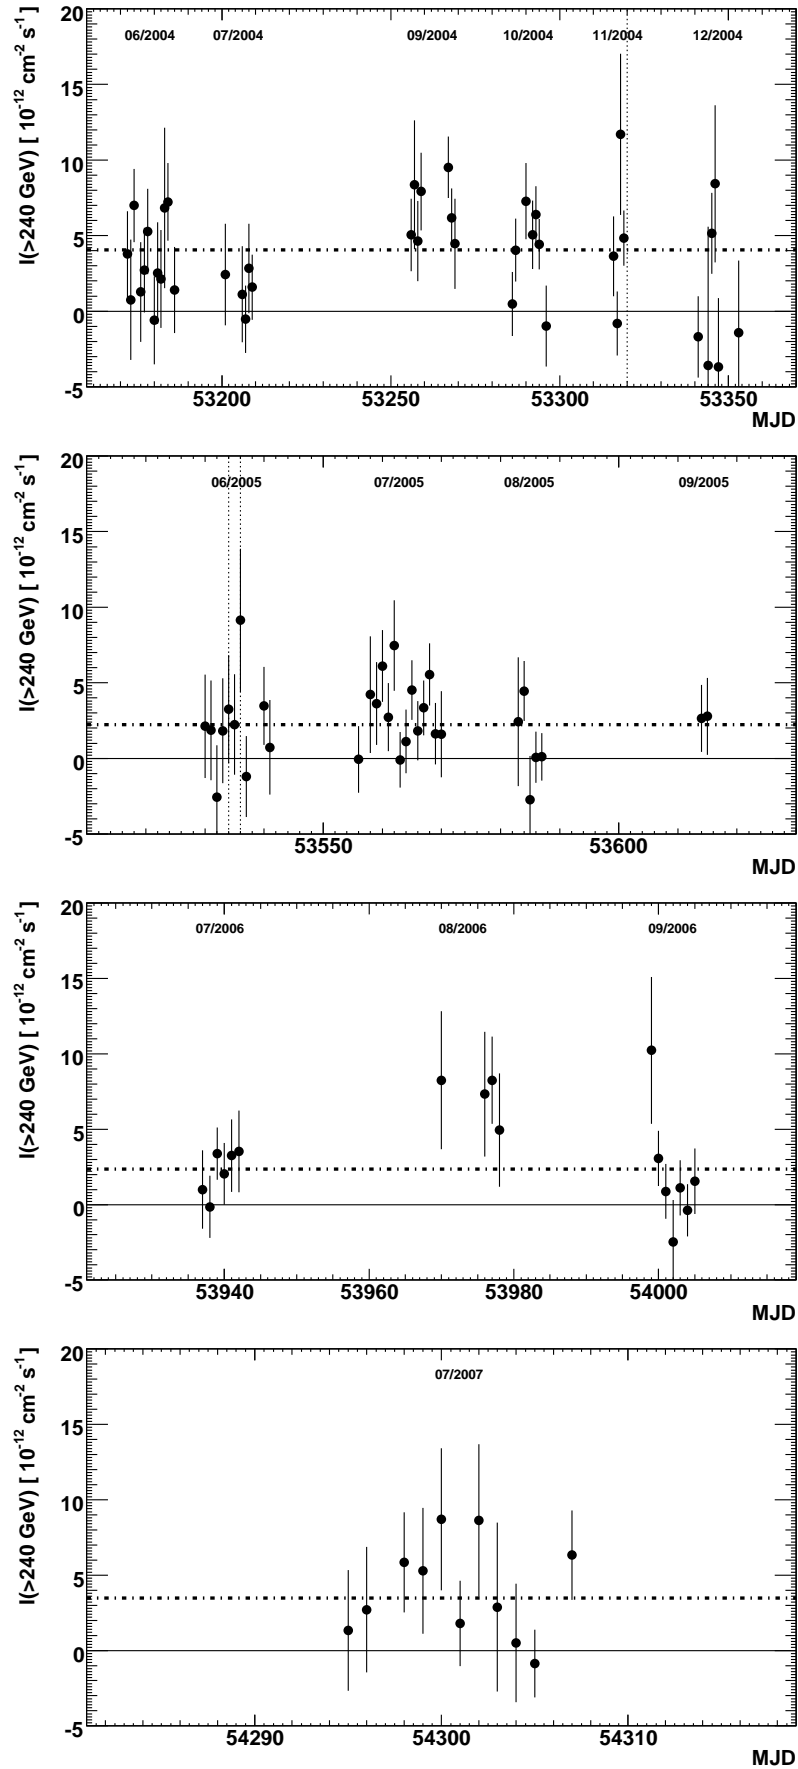 I(>240 GeV) [ 10⁻¹² cm⁻² s⁻¹]
20
15
10
5
0
-5
06/2004 07/2004 09/2004 10/2004 11/2004 12/2004
53200 53250 53300 53350
MJD
I(>240 GeV) [ 10⁻¹² cm⁻² s⁻¹]
20
15
10
5
0
-5
06/2005 07/2005 08/2005 09/2005
53550 53600
MJD
I(>240 GeV) [ 10⁻¹² cm⁻² s⁻¹]
20
15
10
5
0
-5
07/2006 08/2006 09/2006
53940 53960 53980 54000
MJD
I(>240 GeV) [ 10⁻¹² cm⁻² s⁻¹]
20
15
10
5
0
-5
07/2007
54290 54300 54310
MJD